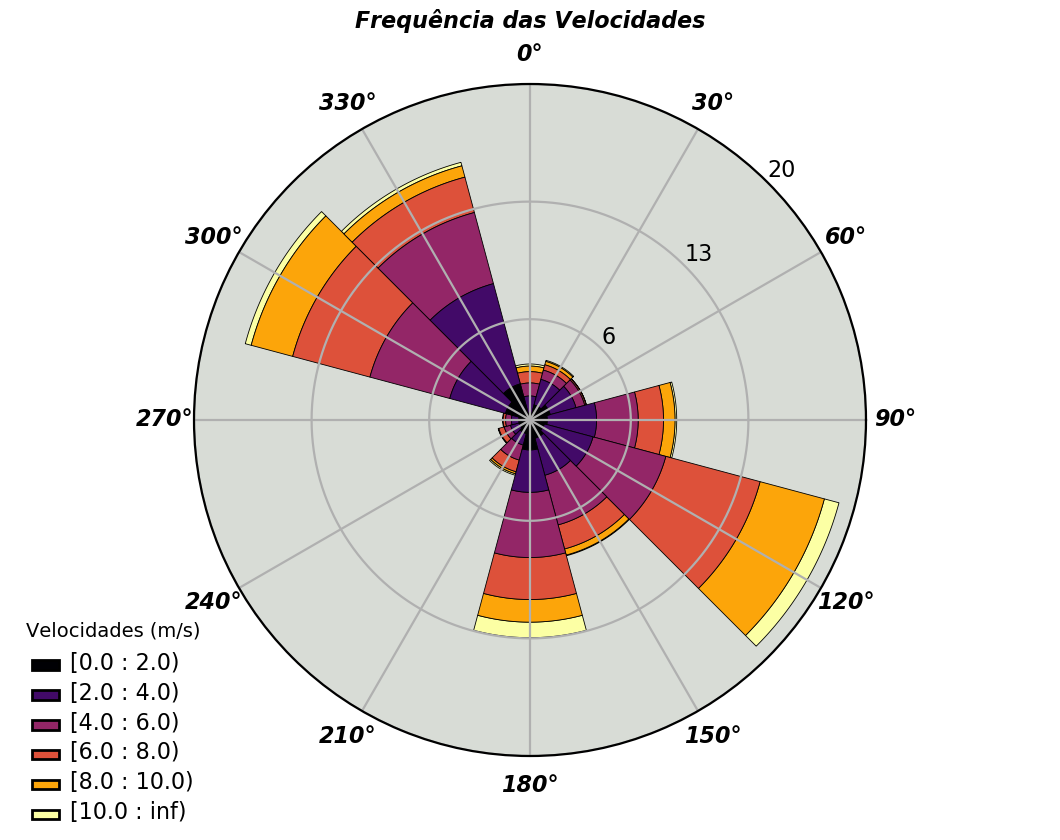 Frequência das Velocidades
0°
330°
30°
20
300°
60°
13
6
270°
90°
240°
120°
210°
150°
180°
Velocidades (m/s)
[0.0 : 2.0)
[2.0 : 4.0)
[4.0 : 6.0)
[6.0 : 8.0)
[8.0 : 10.0)
[10.0 : inf)